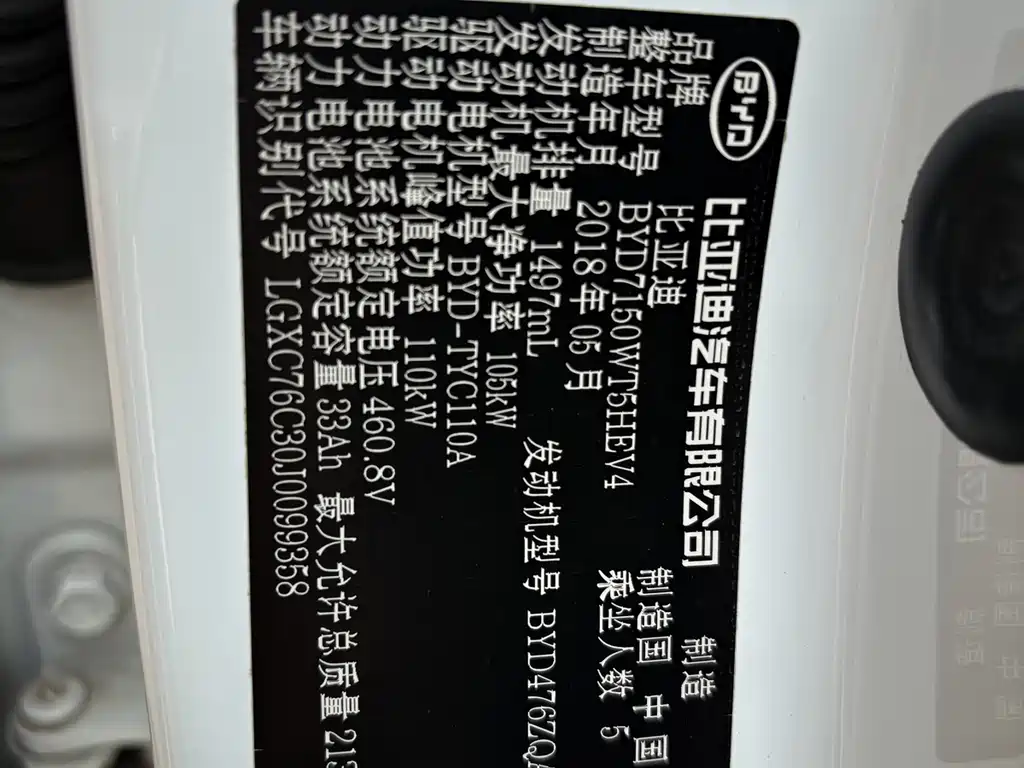 BYD 比亚迪汽车有限公司 制造
品牌 比亚迪 制造国 中国
整车型号 BYD7150WT5HEV4 乘坐人数 5
制造年月 2018年05月
发动机排量 1497mL 发动机型号 BYD476ZQA
发动机最大净功率 105kW
驱动电机型号 BYD-TYC110A
驱动电机峰值功率 110kW
动力电池系统额定电压 460.8V
动力电池系统额定容量 33Ah 最大允许总质量 213
车辆识别代号 LGXC76C30J0099358